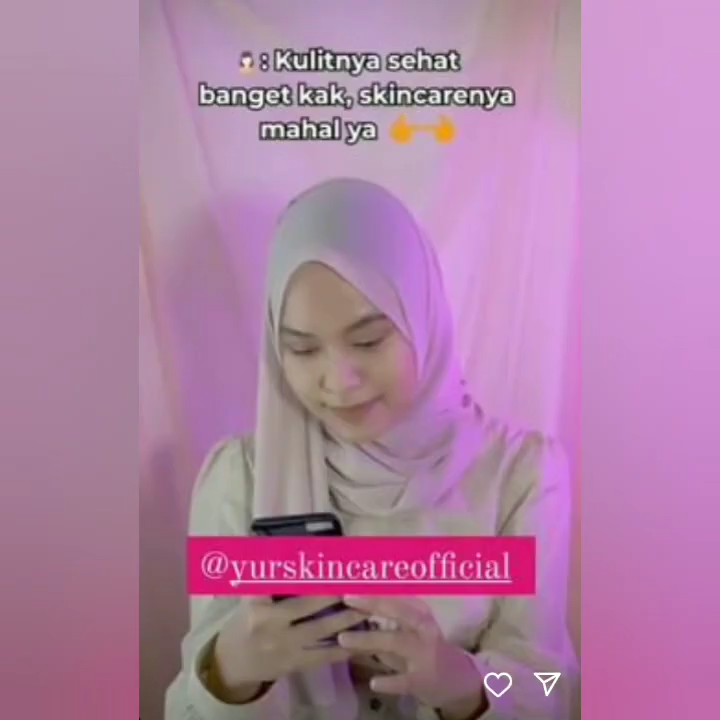 👩🏻: Kulitnya sehat
banget kak, skincarenya
mahal ya 👉👈
@yurskincareofficial